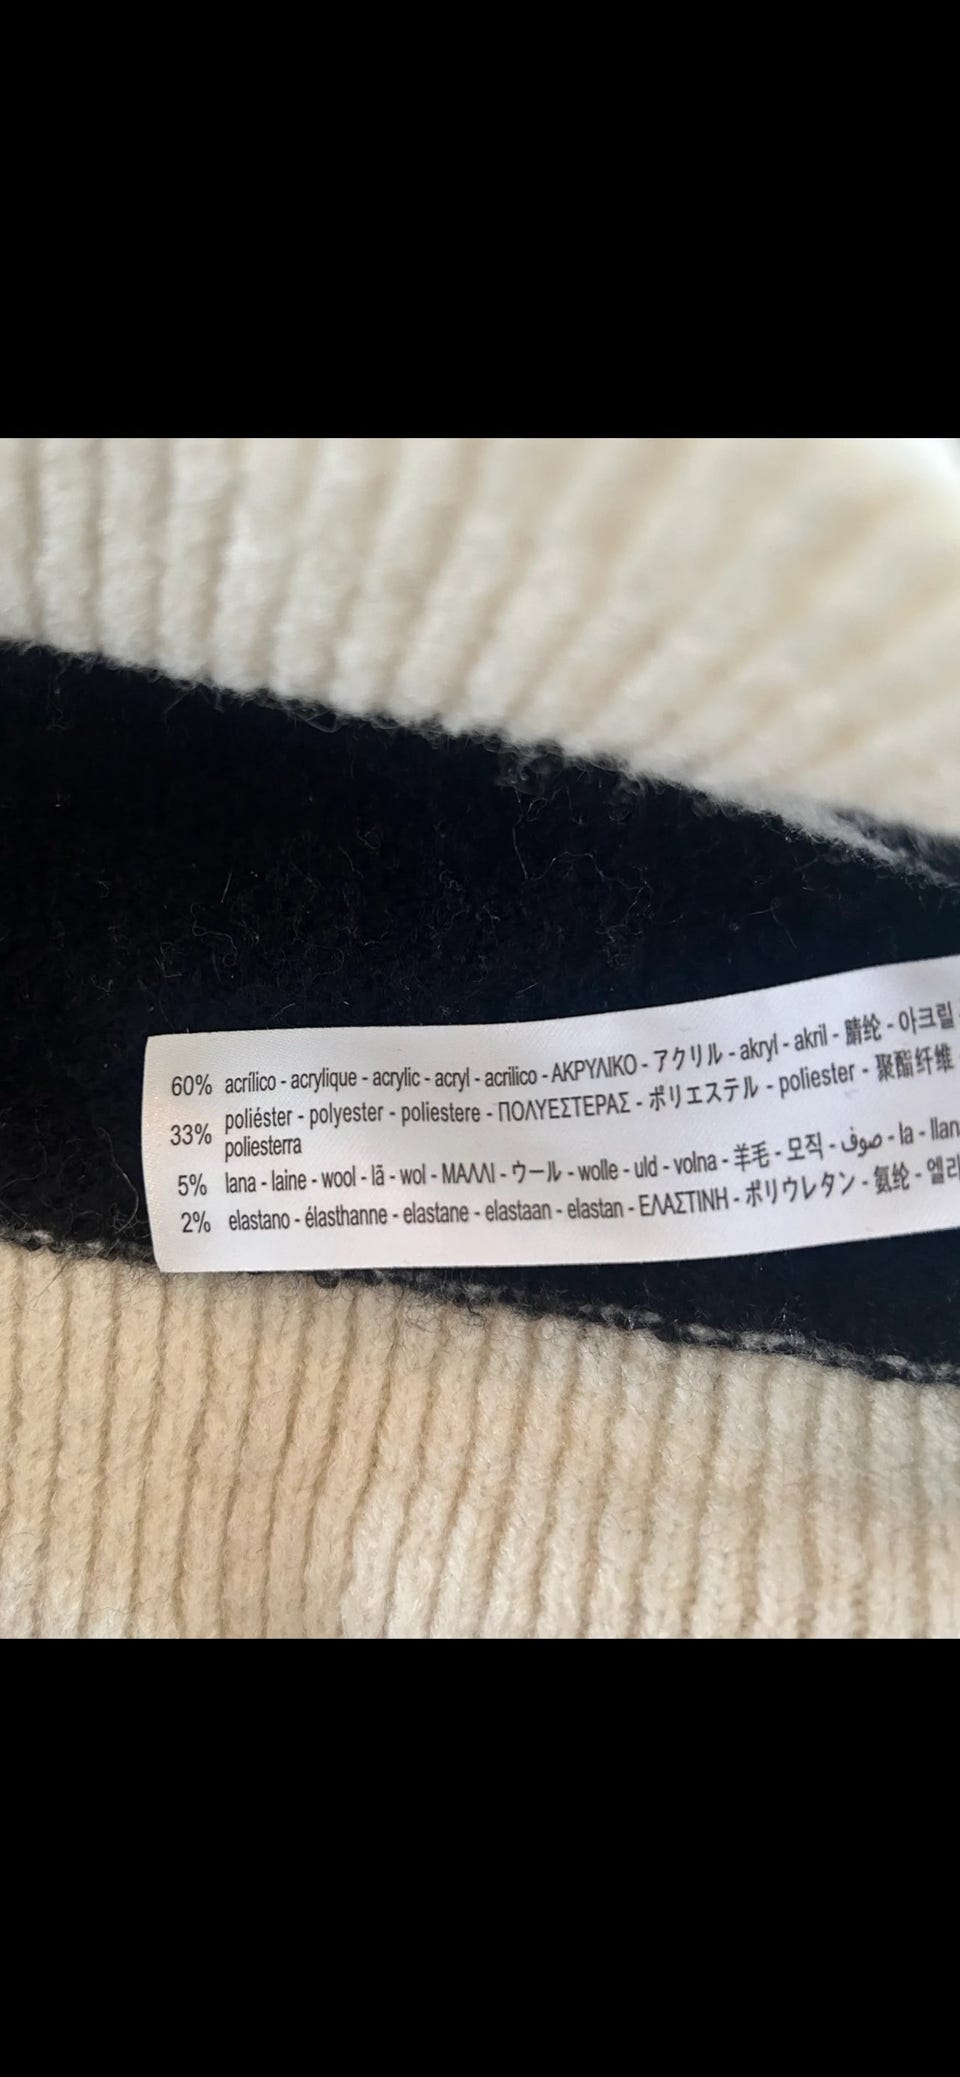 60% acrílico - acrylique - acrylic - acryl - acrilico - ΑΚΡΥΛΙΚΟ - アクリル - akryl - akril - 腈纶 - 아크릴
33% poliéster - polyester - poliestere - ΠΟΛΥΕΣΤΕΡΑΣ - ポリエステル - poliester - 聚酯纤维
poliesterra
5% lana - laine - wool - lã - wol - ΜΑΛΛΙ - ウール - wolle - uld - volna - 羊毛 - 모직 - صوف - la - llan
2% elastano - élasthanne - elastane - elastaan - elastan - ΕΛΑΣΤΙΝΗ - ポリウレタン - 氨纶 -